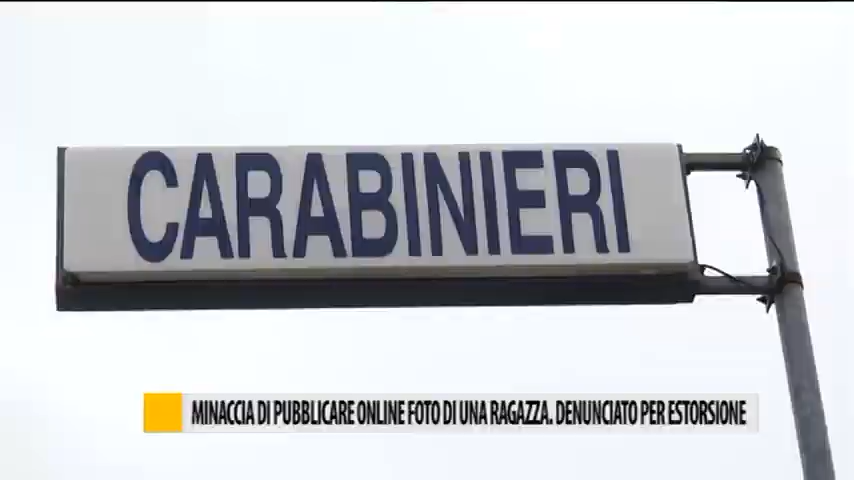 CARABINIERI
MINACCIA DI PUBBLICARE ONLINE FOTO DI UNA RAGAZZA. DENUNCIATO PER ESTORSIONE